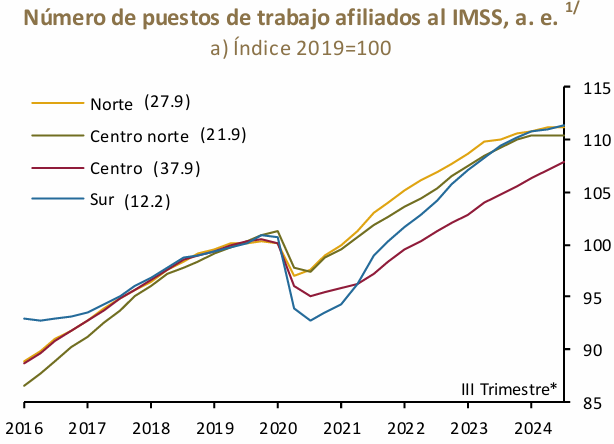 Número de puestos de trabajo afiliados al IMSS, a. e. 1/
a) Índice 2019=100
Norte (27.9)
Centro norte (21.9)
Centro (37.9)
Sur (12.2)
115
110
105
100
95
90
85
III Trimestre*
2016 2017 2018 2019 2020 2021 2022 2023 2024